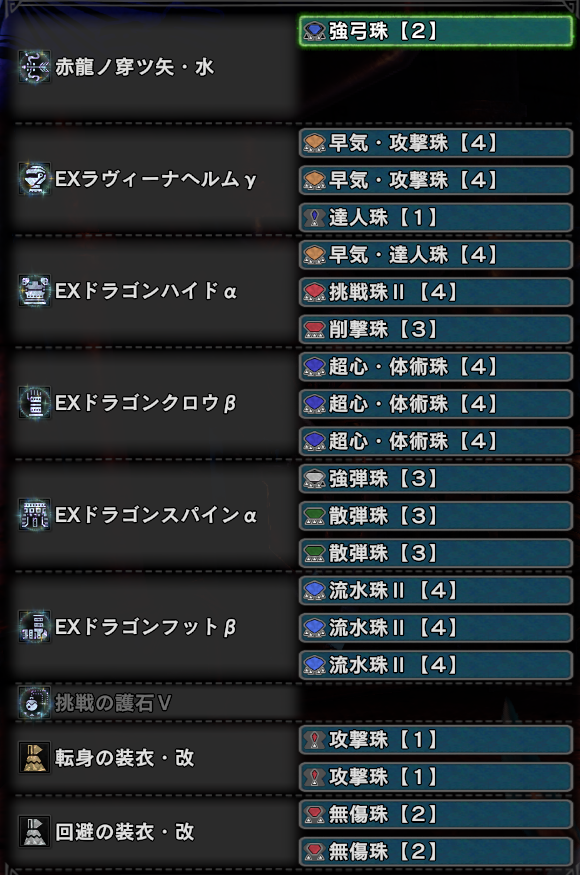 強弓珠【2】
赤龍ノ穿ツ矢・水
早気・攻撃珠【4】
EXラヴィーナヘルムγ
早気・攻撃珠【4】
達人珠【1】
早気・達人珠【4】
EXドラゴンハイドα
挑戦珠Ⅱ【4】
削撃珠【3】
超心・体術珠【4】
EXドラゴンクロウβ
超心・体術珠【4】
超心・体術珠【4】
強弾珠【3】
EXドラゴンスパインα
散弾珠【3】
散弾珠【3】
流水珠Ⅱ【4】
EXドラゴンフットβ
流水珠Ⅱ【4】
流水珠Ⅱ【4】
挑戦の護石Ⅴ
攻撃珠【1】
転身の装衣・改
攻撃珠【1】
無傷珠【2】
回避の装衣・改
無傷珠【2】